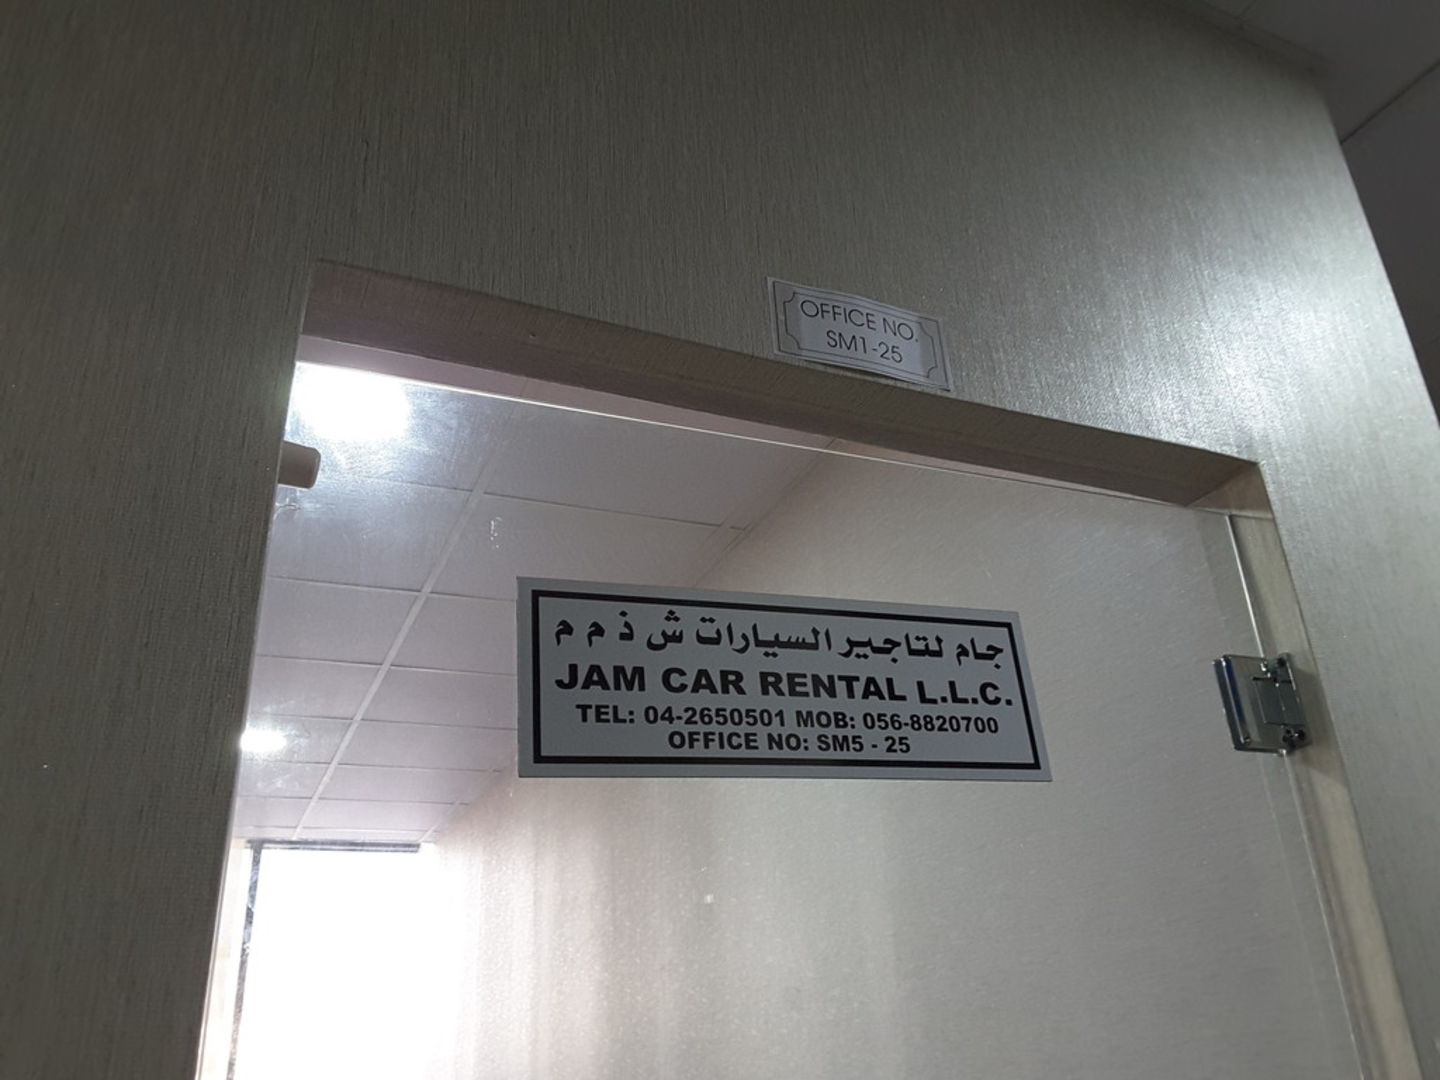 OFFICE NO.
SM1-25
جام لتاجير السيارات ش ذ م م
JAM CAR RENTAL L.L.C.
TEL: 04-2650501 MOB: 056-8820700
OFFICE NO: SM5 - 25